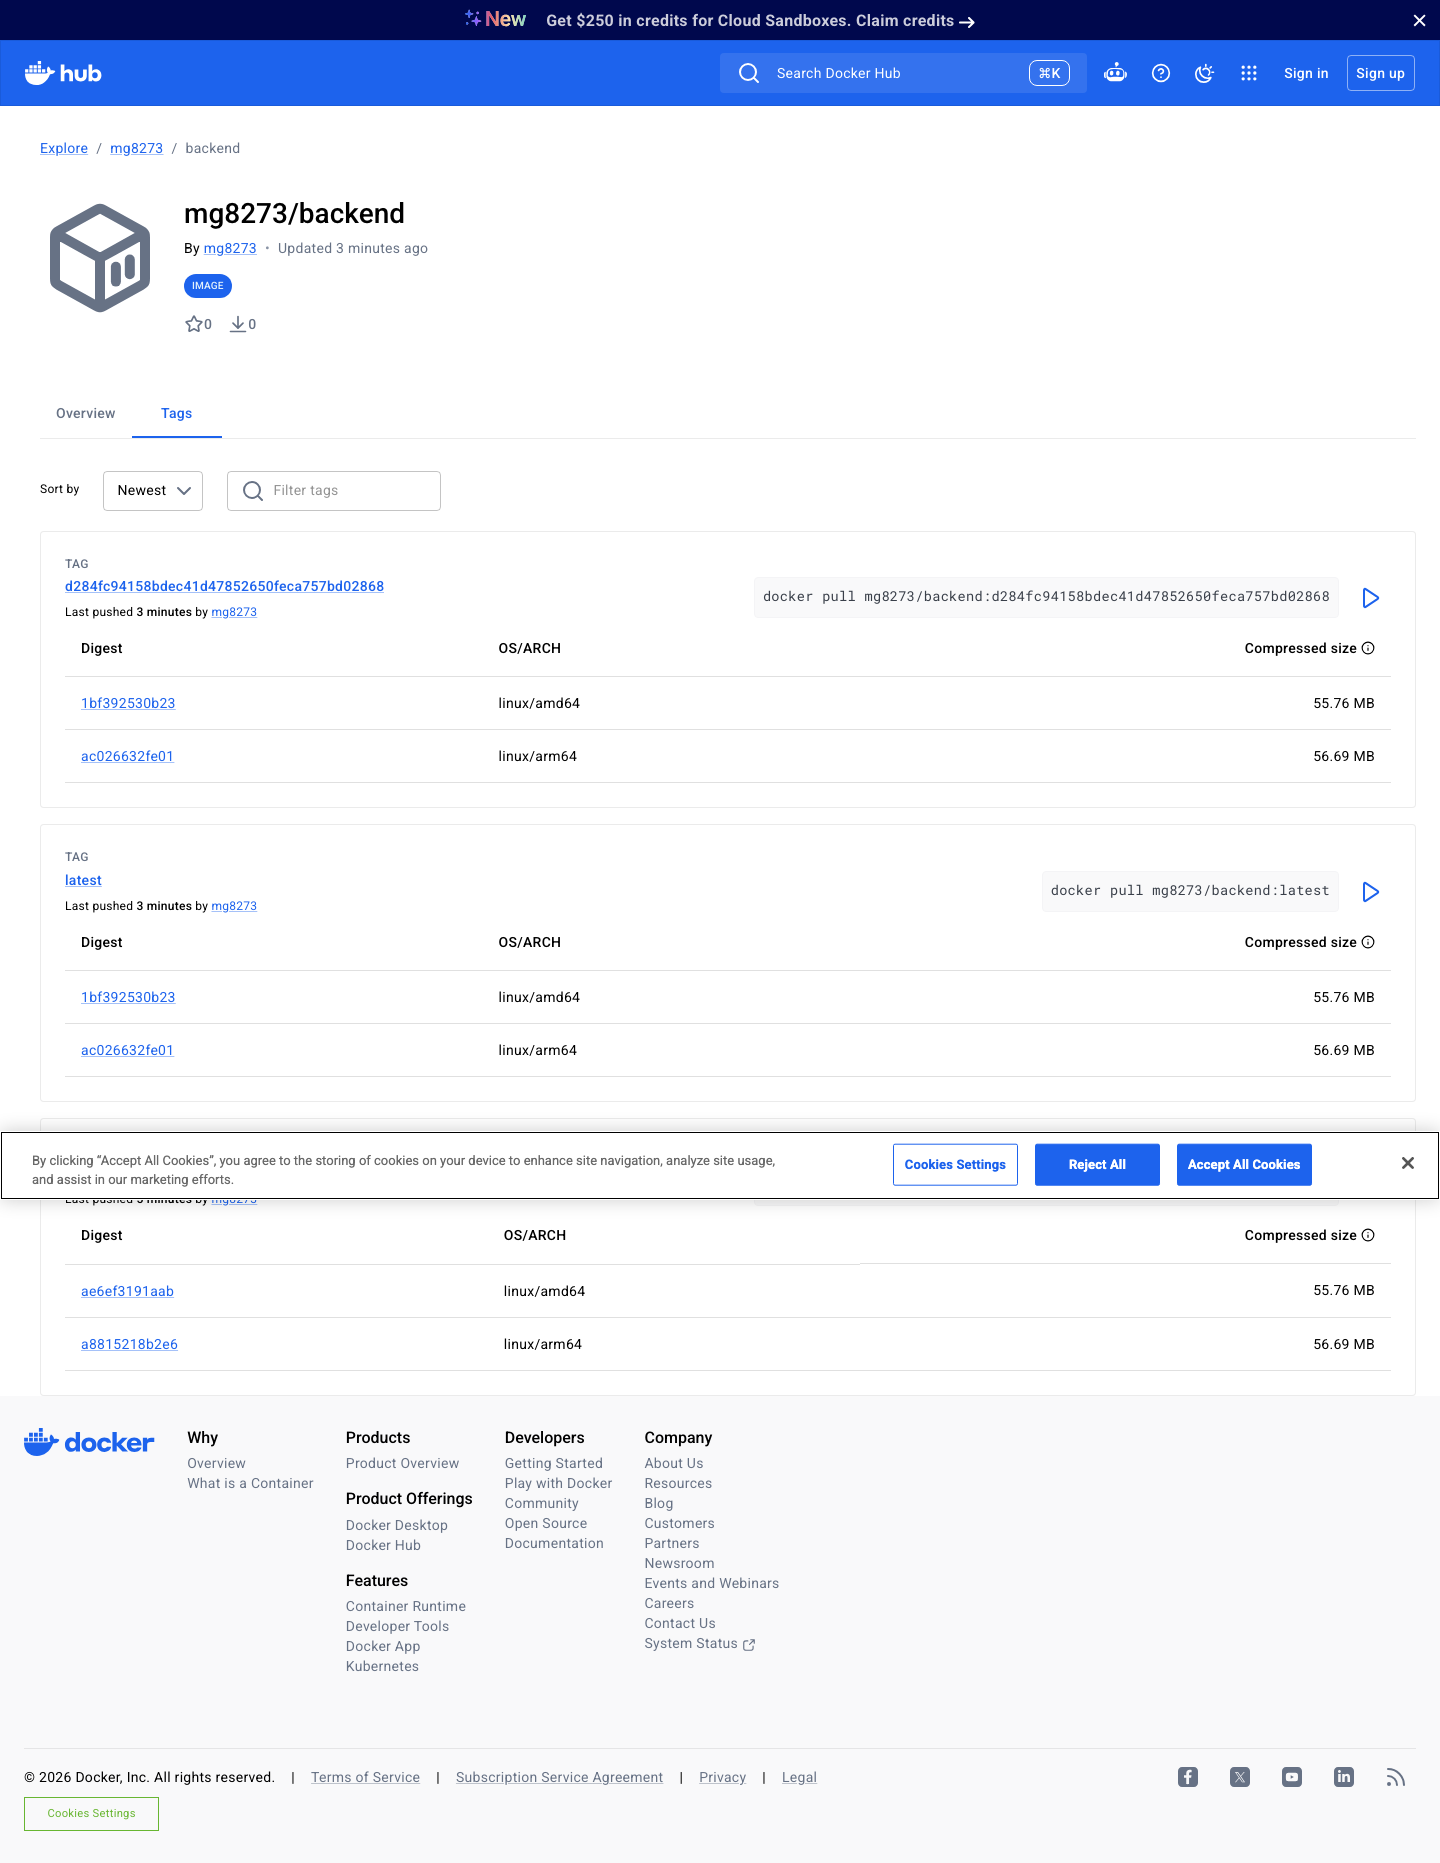 New Get $250 in credits for Cloud Sandboxes. Claim credits
hub Search Docker Hub ⌘K Sign in Sign up
Explore / mg8273 / backend
mg8273/backend
By mg8273 • Updated 3 minutes ago
IMAGE
0 0
Overview Tags
Sort by Newest Filter tags
TAG
d284fc94158bdec41d47852650feca757bd02868
docker pull mg8273/backend:d284fc94158bdec41d47852650feca757bd02868
Last pushed 3 minutes by mg8273
Digest OS/ARCH Compressed size
1bf392530b23 linux/amd64 55.76 MB
ac026632fe01 linux/arm64 56.69 MB
TAG
latest
docker pull mg8273/backend:latest
Last pushed 3 minutes by mg8273
Digest OS/ARCH Compressed size
1bf392530b23 linux/amd64 55.76 MB
ac026632fe01 linux/arm64 56.69 MB
By clicking “Accept All Cookies”, you agree to the storing of cookies on your device to enhance site navigation, analyze site usage,
and assist in our marketing efforts.
Cookies Settings Reject All Accept All Cookies
Last pushed 3 minutes by mg8273
Digest OS/ARCH Compressed size
ae6ef3191aab linux/amd64 55.76 MB
a8815218b2e6 linux/arm64 56.69 MB
docker
Why
Overview
What is a Container
Products
Product Overview
Product Offerings
Docker Desktop
Docker Hub
Features
Container Runtime
Developer Tools
Docker App
Kubernetes
Developers
Getting Started
Play with Docker
Community
Open Source
Documentation
Company
About Us
Resources
Blog
Customers
Partners
Newsroom
Events and Webinars
Careers
Contact Us
System Status
© 2026 Docker, Inc. All rights reserved. | Terms of Service | Subscription Service Agreement | Privacy | Legal
Cookies Settings